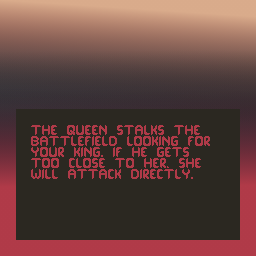 THE QUEEN STALKS THE
BATTLEFIELD LOOKING FOR
YOUR KING. IF HE GETS
TOO CLOSE TO HER, SHE
WILL ATTACK DIRECTLY.